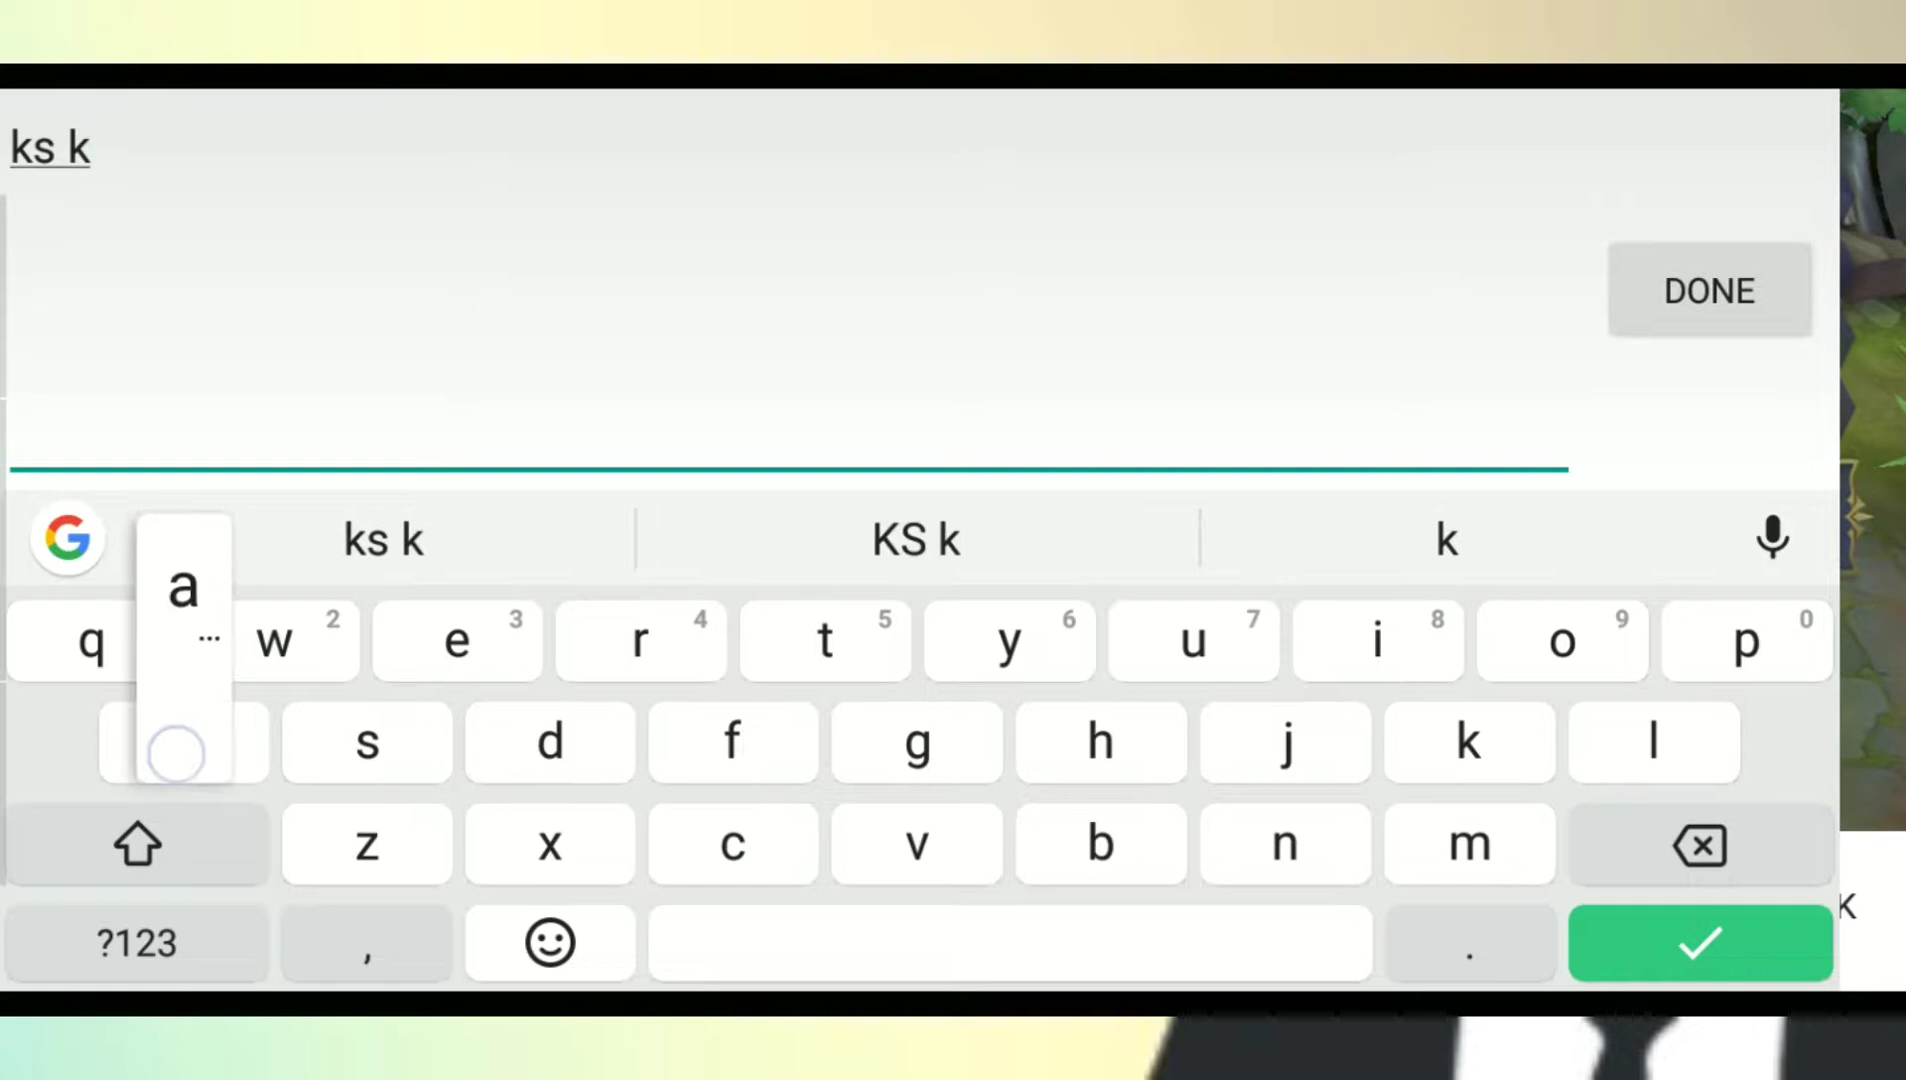 ks k
DONE
ks k KS k k
a
q w 2 e 3 r 4 t 5 y 6 u 7 i 8 o 9 p 0
...
s d f g h j k l
z x c v b n m
K
?123 , .